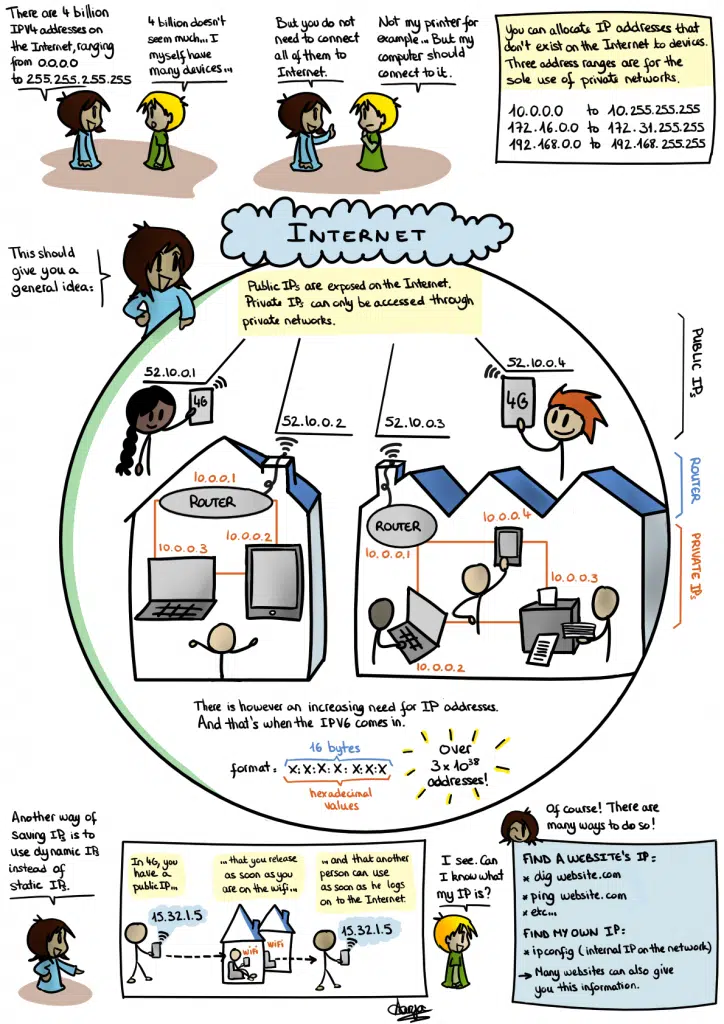 There are 4 billion
IPV4 addresses on
the Internet, ranging
from 0.0.0.0
to 255.255.255.255
4 billion doesn't
seem much... I
myself have
many devices...
But you do not
need to connect
all of them to
Internet.
Not my printer for
example... But my
computer should
connect to it.
You can allocate IP addresses that
don't exist on the Internet to devices.
Three address ranges are for the
sole use of private networks.
10.0.0.0 to 10.255.255.255
172.16.0.0 to 172.31.255.255
192.168.0.0 to 192.168.255.255
INTERNET
This should
give you a
general idea:
Public IPs are exposed on the Internet.
Private IPs can only be accessed through
private networks.
52.10.0.1
4G
52.10.0.2
52.10.0.3
52.10.0.4
4G
PUBLIC IPs
ROUTER
PRIVATE IPs
10.0.0.1
ROUTER
10.0.0.2
10.0.0.3
ROUTER
10.0.0.1
10.0.0.4
10.0.0.3
10.0.0.2
There is however an increasing need for IP addresses.
And that's when the IPV6 comes in.
16 bytes
format: X:X:X:X:X:X:X
hexadecimal
values
Over
3 x 10³⁸
addresses!
Another way of
saving IPs is to
use dynamic IPs
instead of
static IPs.
In 4G, you
have a
public IP...
15.32.1.5
...that you release
as soon as you
are on the wifi...
WiFi
WiFi
...and that another
person can use
as soon as he logs
on to the Internet.
15.32.1.5
I see. Can
I know what
my IP is?
Of course! There are
many ways to do so!
FIND A WEBSITE'S IP:
* dig website.com
* ping website.com
* etc...
FIND MY OWN IP:
* ipconfig (internal IP on the network)
→ Many websites can also give
you this information.